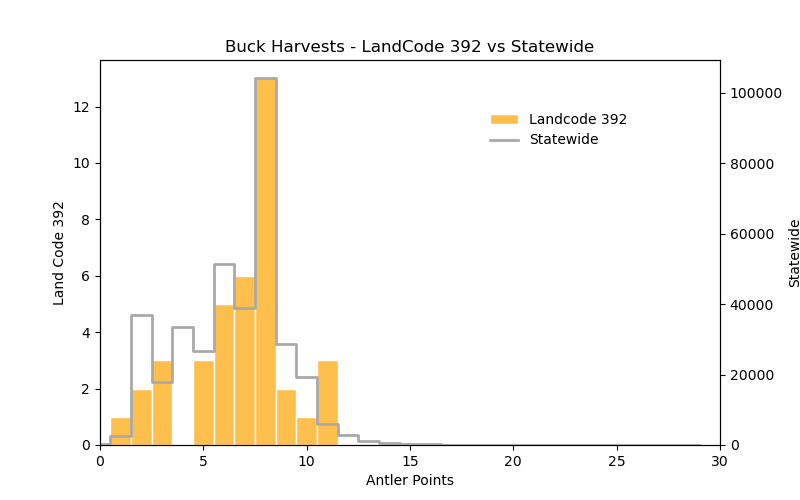 Buck Harvests - LandCode 392 vs Statewide
Landcode 392
Statewide
Land Code 392
12
10
8
6
4
2
0
100000
80000
60000
40000
20000
0
Statewide
0 5 10 15 20 25 30
Antler Points